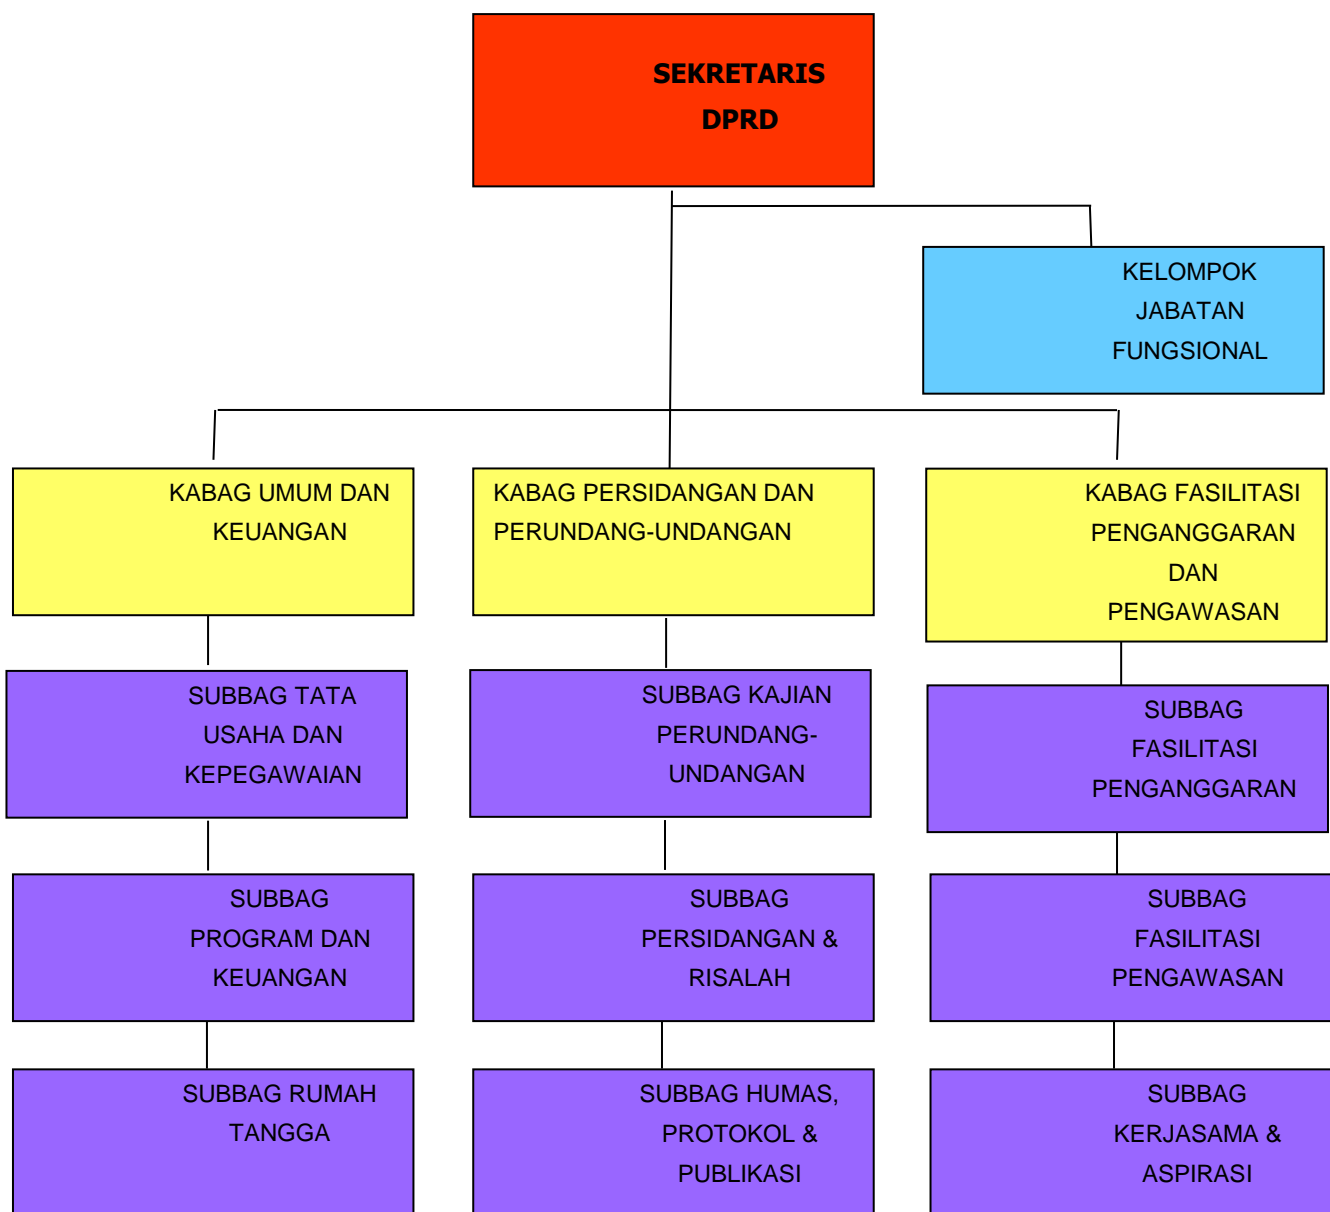 SEKRETARIS
DPRD
KELOMPOK
JABATAN
FUNGSIONAL
KABAG UMUM DAN
KEUANGAN
KABAG PERSIDANGAN DAN
PERUNDANG-UNDANGAN
KABAG FASILITASI
PENGANGGARAN
DAN
PENGAWASAN
SUBBAG TATA
USAHA DAN
KEPEGAWAIAN
SUBBAG KAJIAN
PERUNDANG-
UNDANGAN
SUBBAG
FASILITASI
PENGANGGARAN
SUBBAG
PROGRAM DAN
KEUANGAN
SUBBAG
PERSIDANGAN &
RISALAH
SUBBAG
FASILITASI
PENGAWASAN
SUBBAG RUMAH
TANGGA
SUBBAG HUMAS,
PROTOKOL &
PUBLIKASI
SUBBAG
KERJASAMA &
ASPIRASI